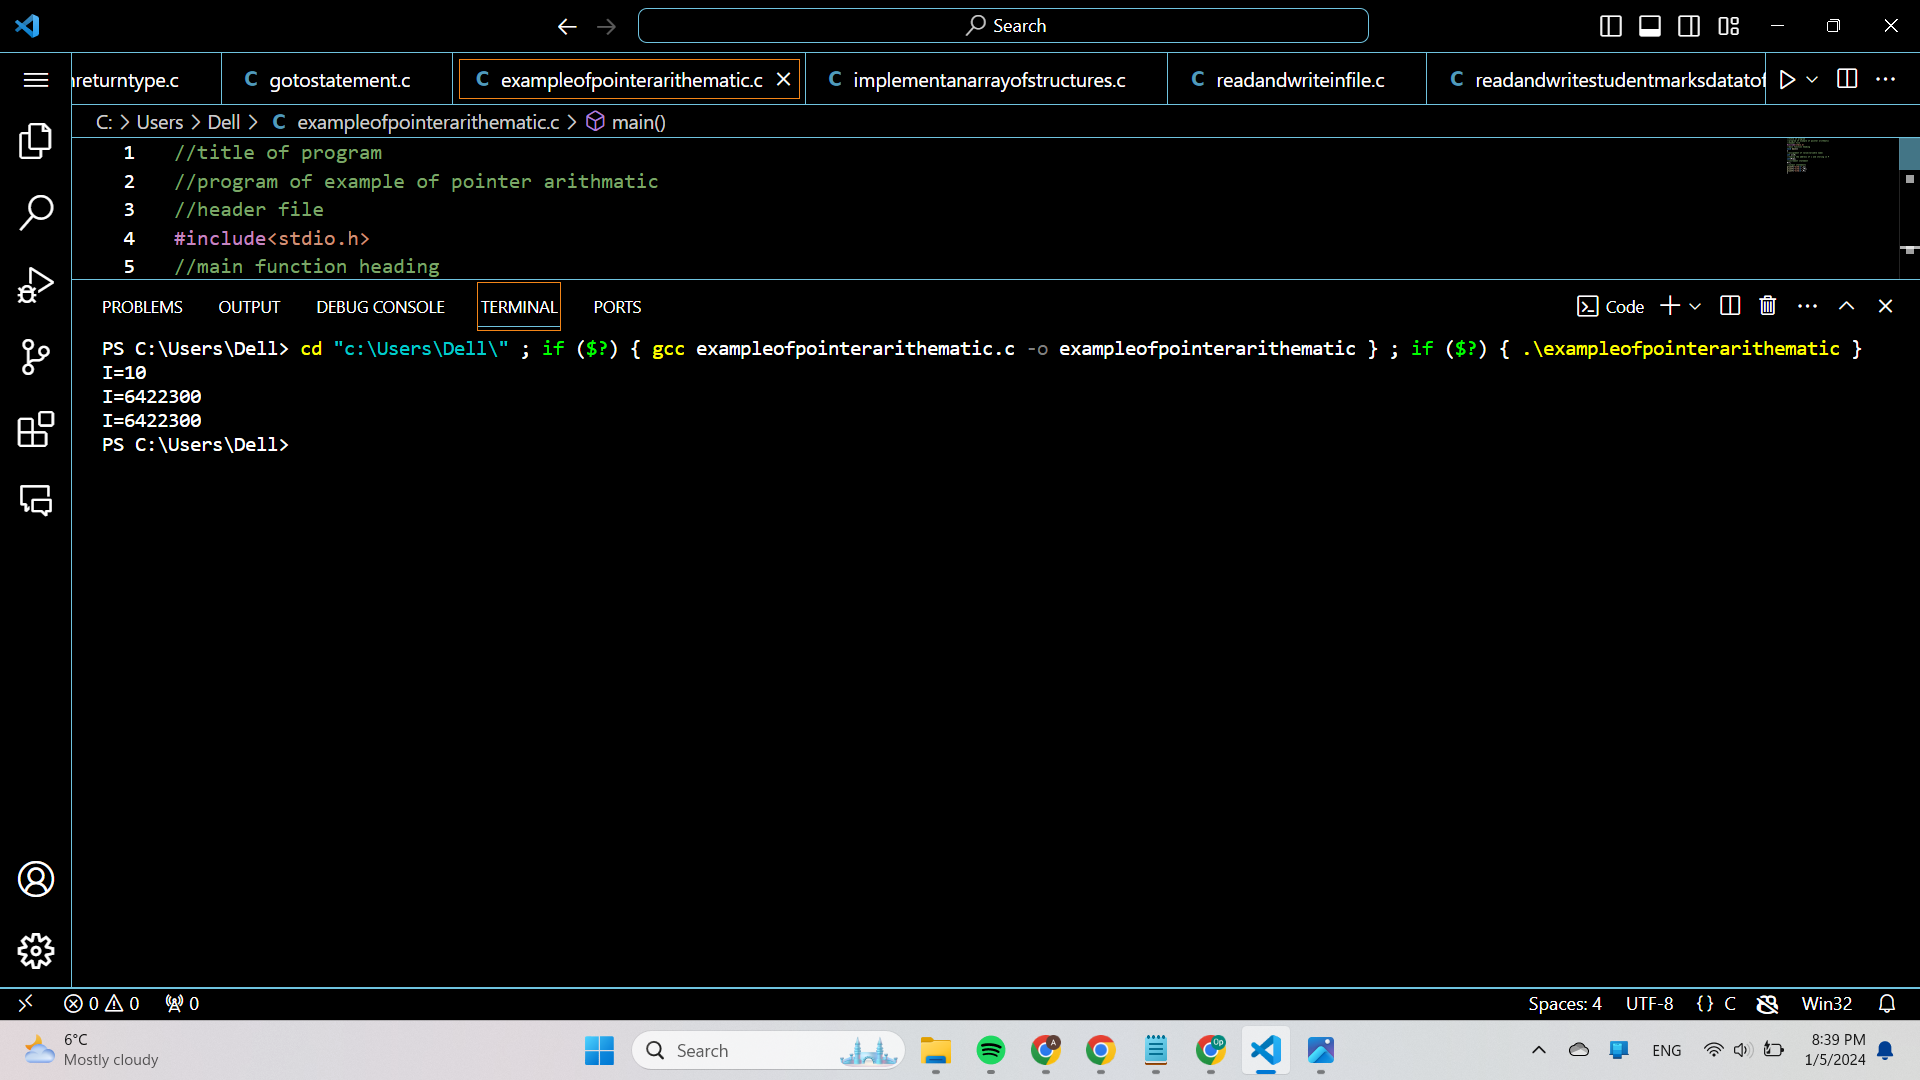 Search
nreturntype.c
C gotostatement.c
C exampleofpointerarithematic.c
C implementanarrayofstructures.c
C readandwriteinfile.c
C readandwritestudentmarksdatatof
C: > Users > Dell > C exampleofpointerarithematic.c > main()
1 //title of program
2 //program of example of pointer arithmatic
3 //header file
4 #include<stdio.h>
5 //main function heading
PROBLEMS OUTPUT DEBUG CONSOLE TERMINAL PORTS
Code
PS C:\Users\Dell> cd "c:\Users\Dell\" ; if ($?) { gcc exampleofpointerarithematic.c -o exampleofpointerarithematic } ; if ($?) { .\exampleofpointerarithematic }
I=10
I=6422300
I=6422300
PS C:\Users\Dell>
0 0 0
Spaces: 4 UTF-8 {} C Win32
6°C
Mostly cloudy
Search
A
Op
ENG
8:39 PM
1/5/2024